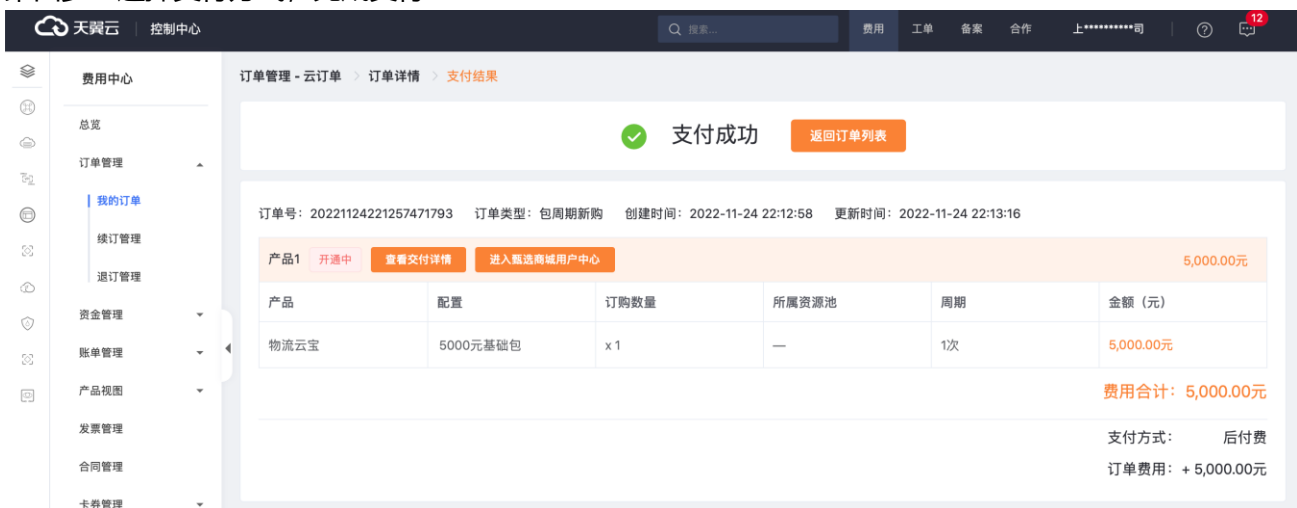 天翼云 控制中心 搜索... 费用 工单 备案 合作 上**********司 12
费用中心
总览
订单管理
我的订单
续订管理
退订管理
资金管理
账单管理
产品视图
发票管理
合同管理
卡券管理
订单管理 - 云订单 > 订单详情 > 支付结果
支付成功 返回订单列表
订单号：20221124221257471793 订单类型：包周期新购 创建时间：2022-11-24 22:12:58 更新时间：2022-11-24 22:13:16
产品1 开通中 查看交付详情 进入甄选商城用户中心 5,000.00元
产品 配置 订购数量 所属资源池 周期 金额（元）
物流云宝 5000元基础包 x 1 — 1次 5,000.00元
费用合计：5,000.00元
支付方式： 后付费
订单费用：+ 5,000.00元